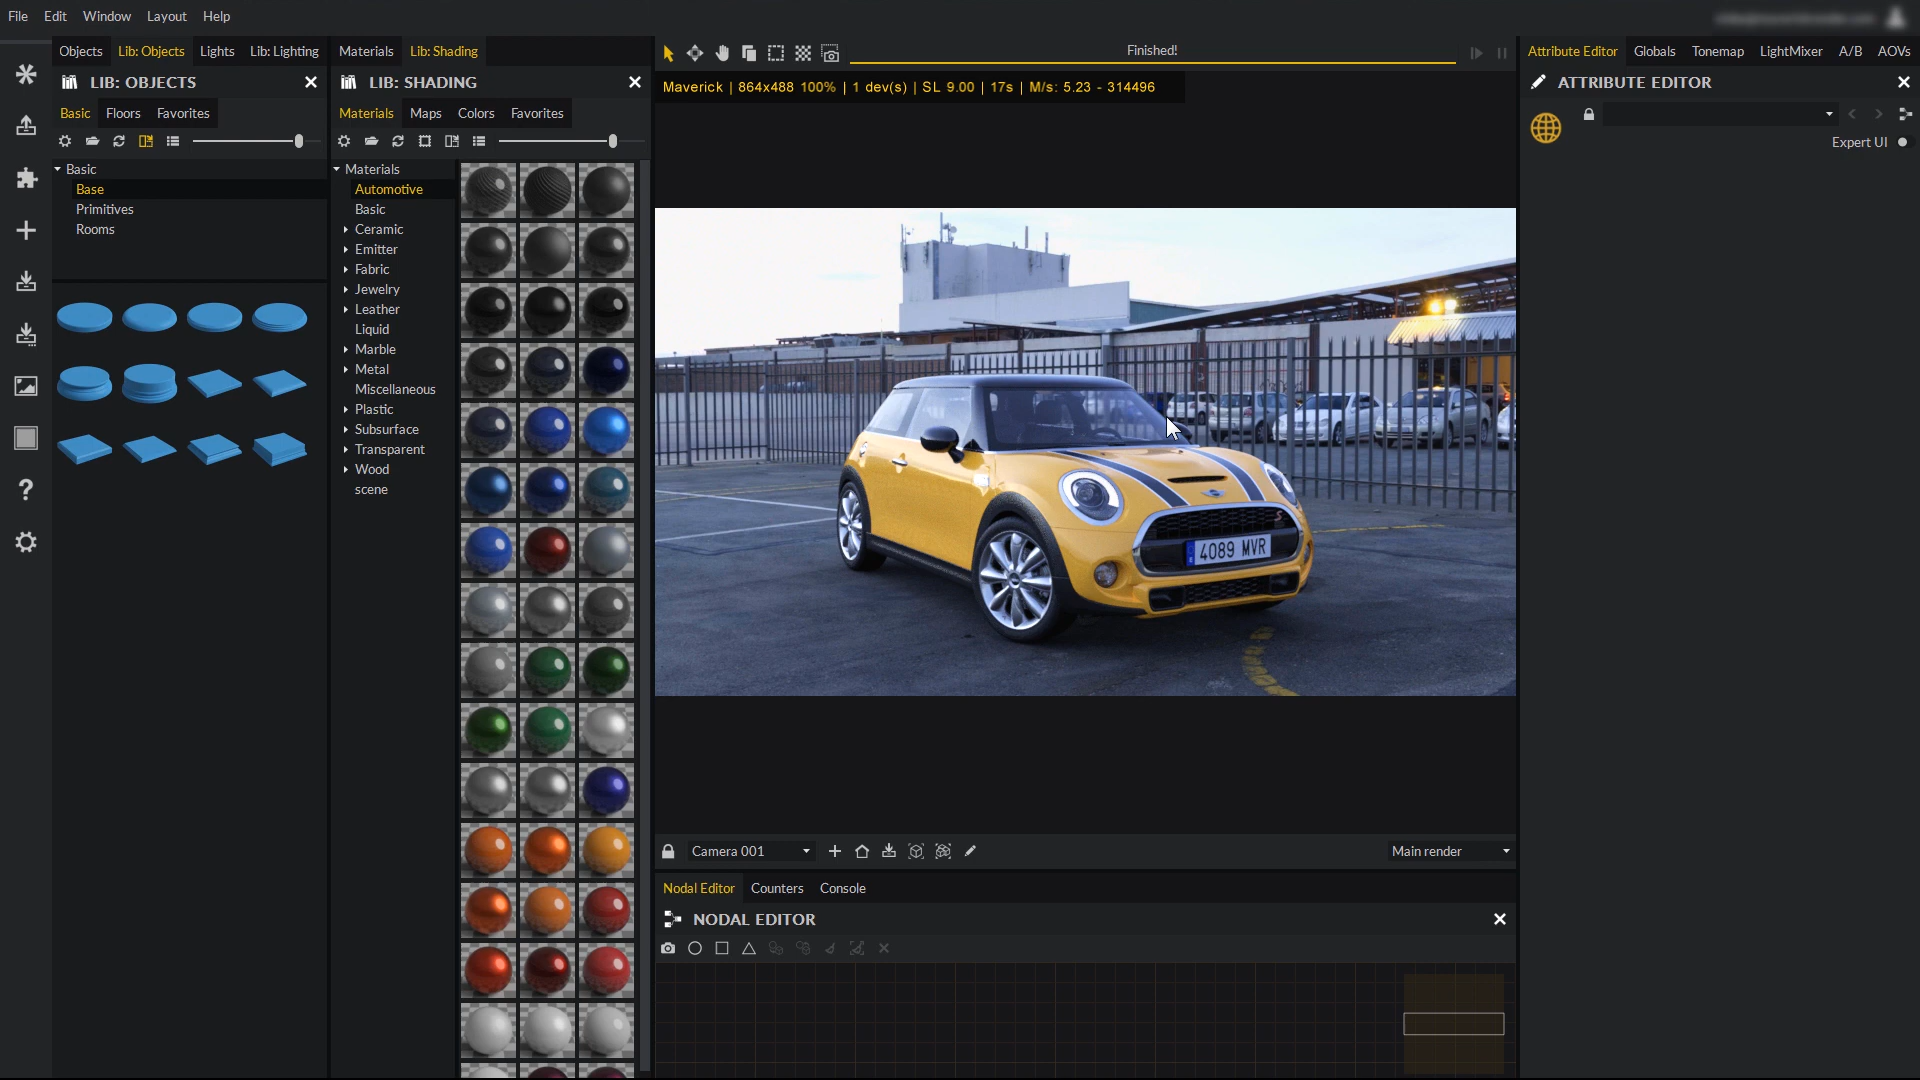 File Edit Window Layout Help
Objects Lib: Objects Lights Lib: Lighting
LIB: OBJECTS
Basic Floors Favorites
Basic
Base
Primitives
Rooms
Materials Lib: Shading
LIB: SHADING
Materials Maps Colors Favorites
Materials
Automotive
Basic
Ceramic
Emitter
Fabric
Jewelry
Leather
Liquid
Marble
Metal
Miscellaneous
Plastic
Subsurface
Transparent
Wood
scene
Finished!
Maverick | 864x488 100% | 1 dev(s) | SL 9.00 | 17s | M/s: 5.23 - 314496
S
4089 MVR
Camera 001
Main render
Nodal Editor Counters Console
NODAL EDITOR
Attribute Editor Globals Tonemap LightMixer A/B AOVs
ATTRIBUTE EDITOR
Expert UI